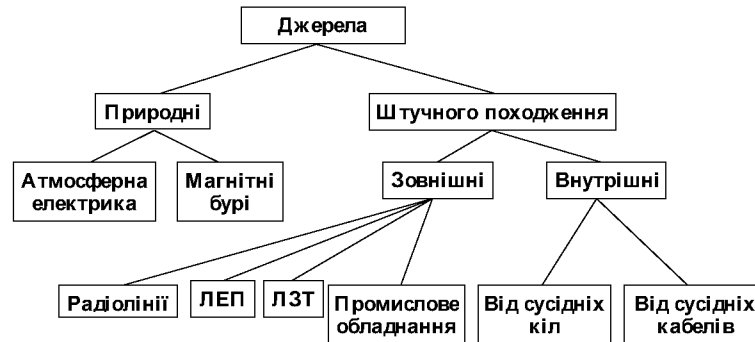 Джерела
Природні
Штучного походження
Атмосферна
електрика
Магнітні
бурі
Зовнішні
Внутрішні
Радіолінії
ЛЕП
ЛЗТ
Промислове
обладнання
Від сусідніх
кіл
Від сусідніх
кабелів